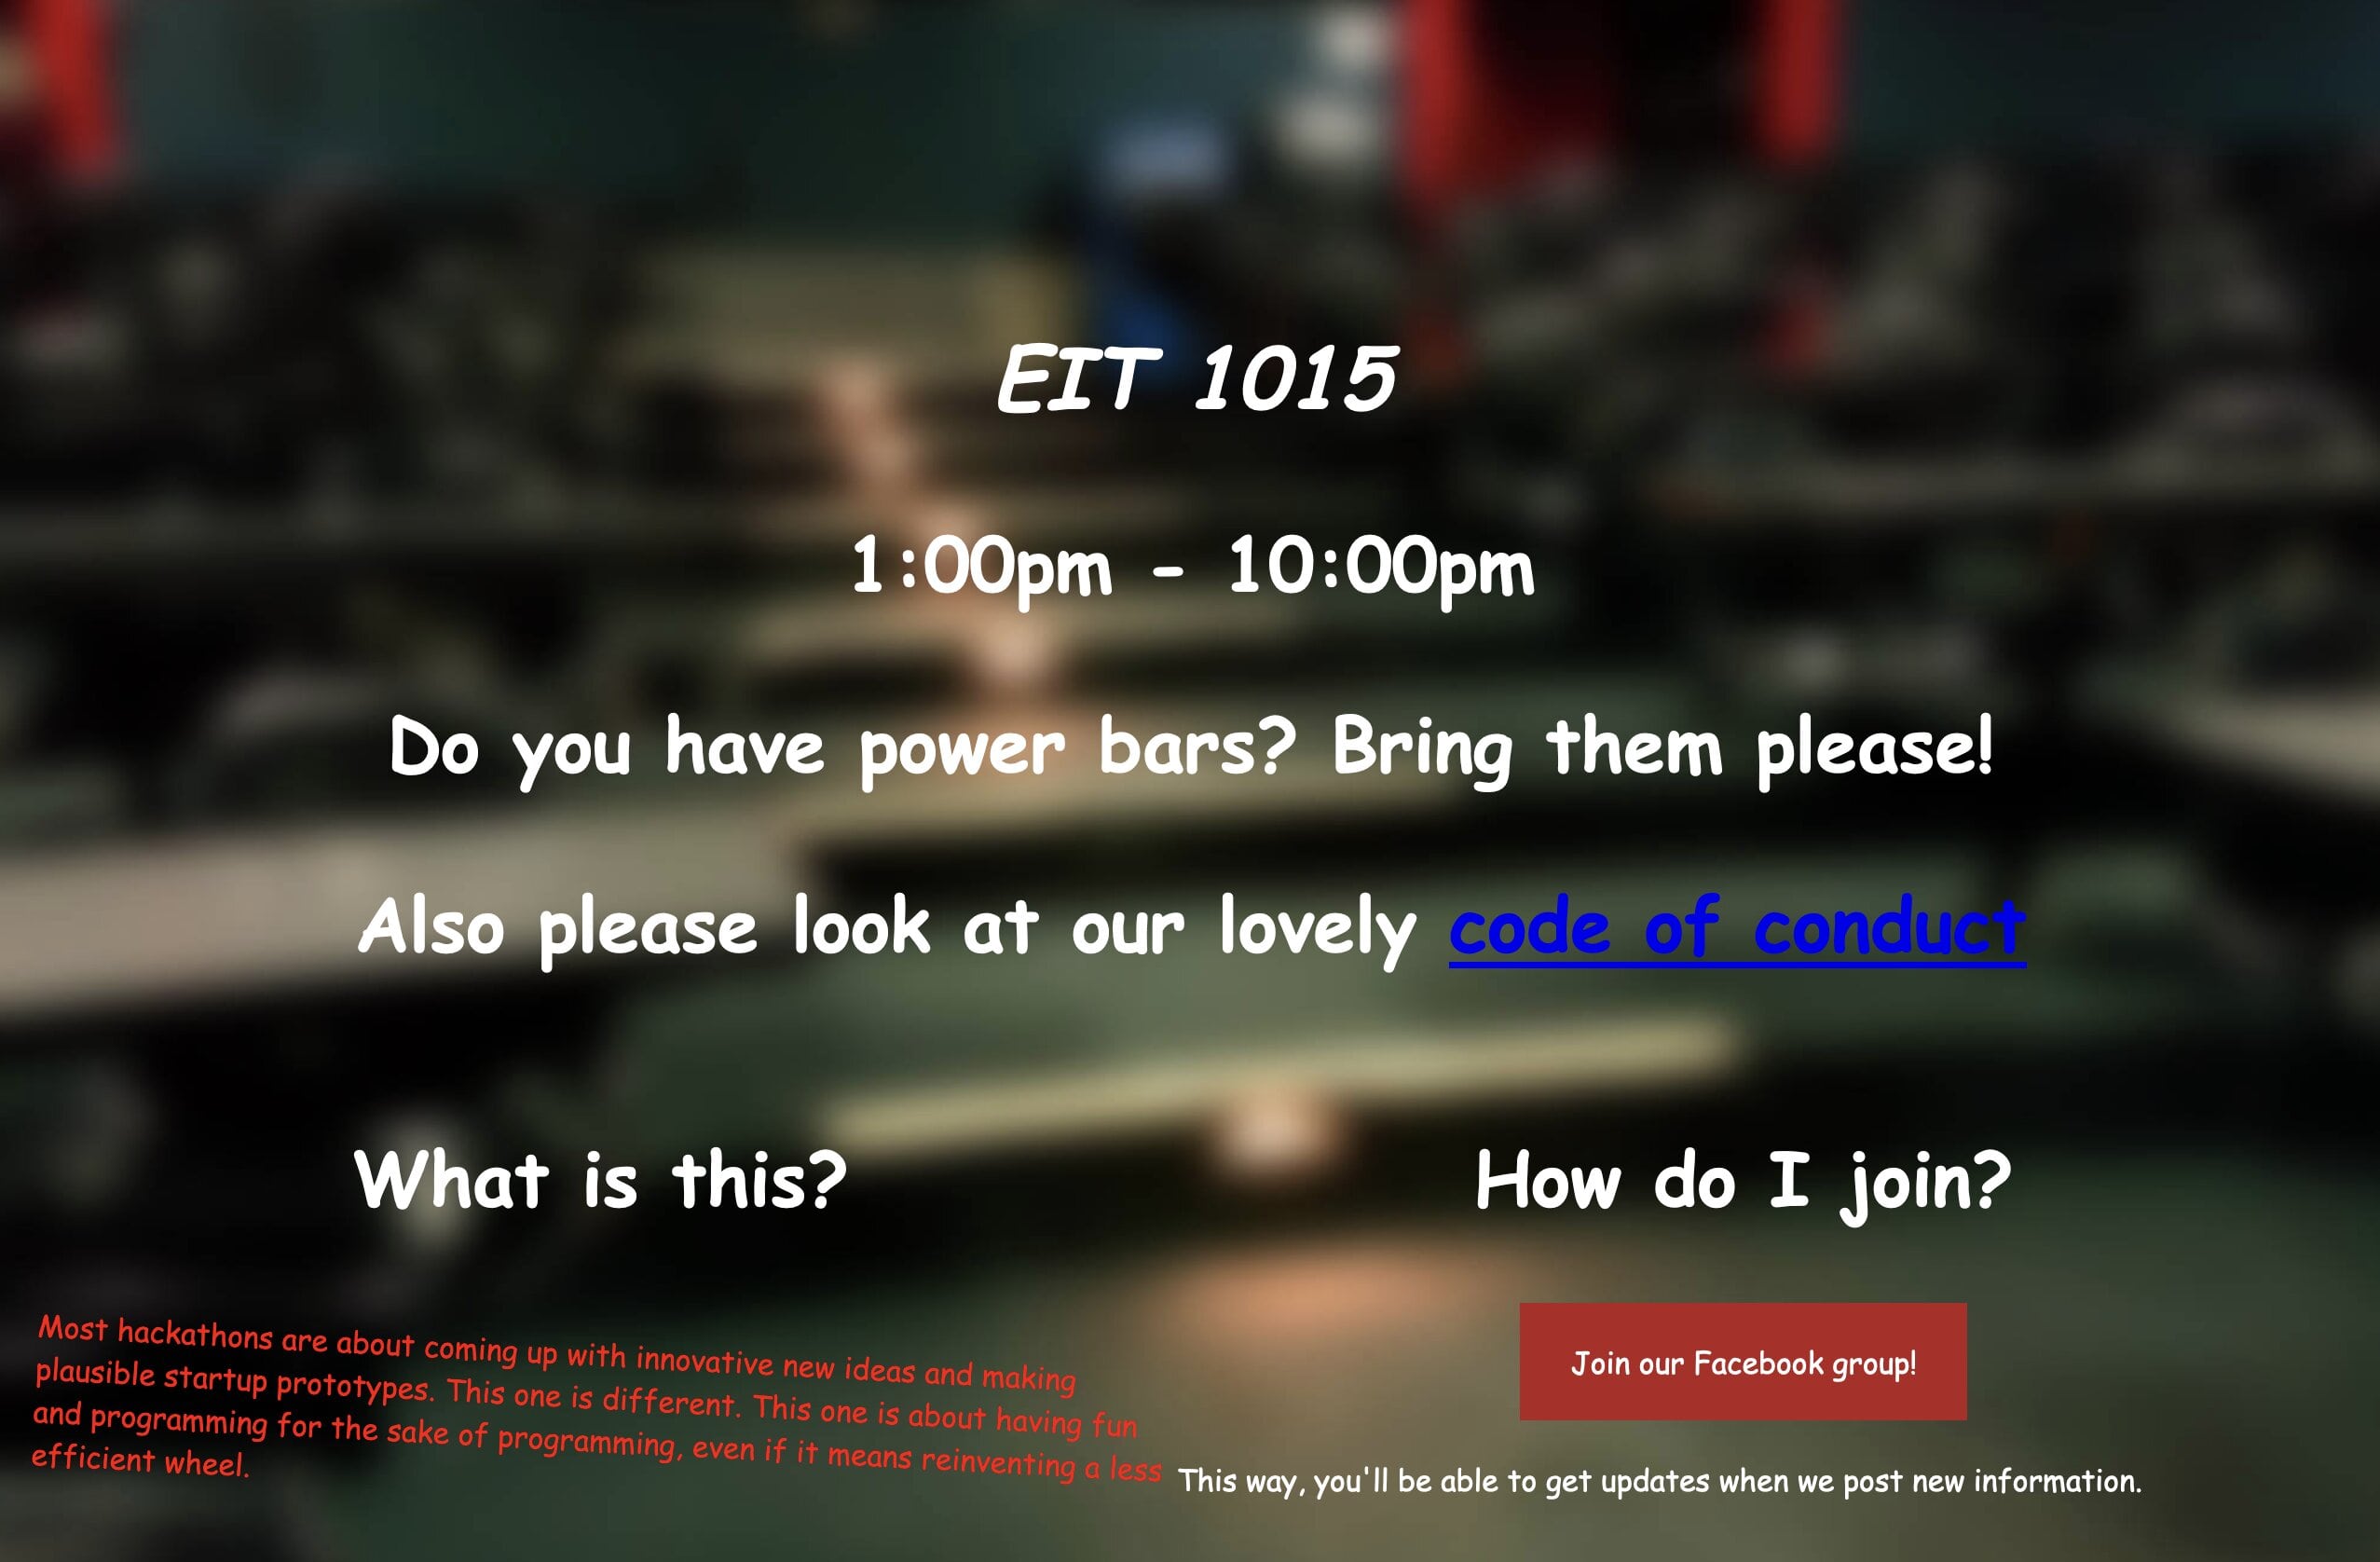 EIT 1015
1:00pm - 10:00pm
Do you have power bars? Bring them please!
Also please look at our lovely code of conduct
What is this?
Most hackathons are about coming up with innovative new ideas and making
plausible startup prototypes. This one is different. This one is about having fun
and programming for the sake of programming, even if it means reinventing a less
efficient wheel.
How do I join?
Join our Facebook group!
This way, you'll be able to get updates when we post new information.